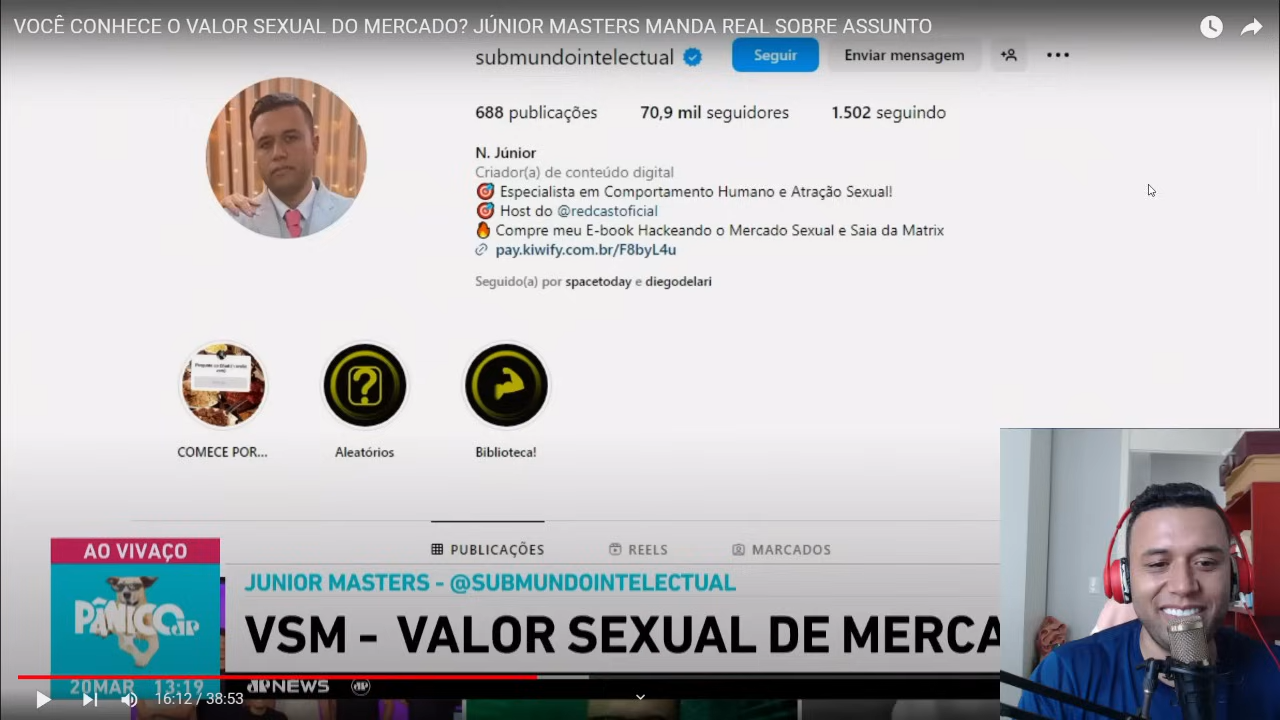 VOCÊ CONHECE O VALOR SEXUAL DO MERCADO? JÚNIOR MASTERS MANDA REAL SOBRE ASSUNTO
submundointelectual Seguir Enviar mensagem
688 publicações 70,9 mil seguidores 1.502 seguindo
N. Júnior
Criador(a) de conteúdo digital
🎯 Especialista em Comportamento Humano e Atração Sexual!
🎯 Host do @redcastoficial
🔥 Compre meu E-book Hackeando o Mercado Sexual e Saia da Matrix
pay.kiwify.com.br/F8byL4u
Seguido(a) por spacetoday e diegodelari
COMECE POR... Aleatórios Biblioteca!
PUBLICAÇÕES REELS MARCADOS
AO VIVAÇO
PÂNICO JP
JUNIOR MASTERS - @SUBMUNDOINTELECTUAL
VSM - VALOR SEXUAL DE MERCA
20MAR 13:19 JP NEWS JP
16:12 / 38:53